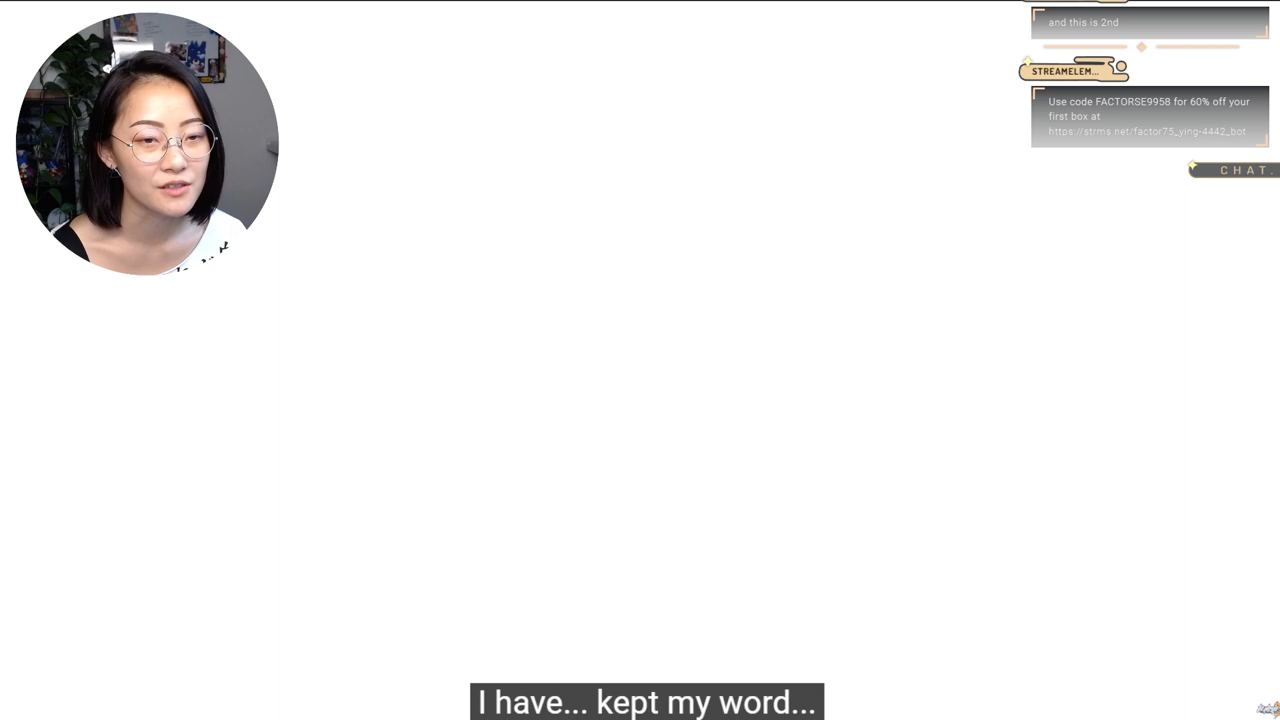 and this is 2nd
STREAMELEM...
Use code FACTORSE9958 for 60% off your
first box at
https://strms.net/factor75_ying-4442_bot
CHAT.
I have... kept my word...